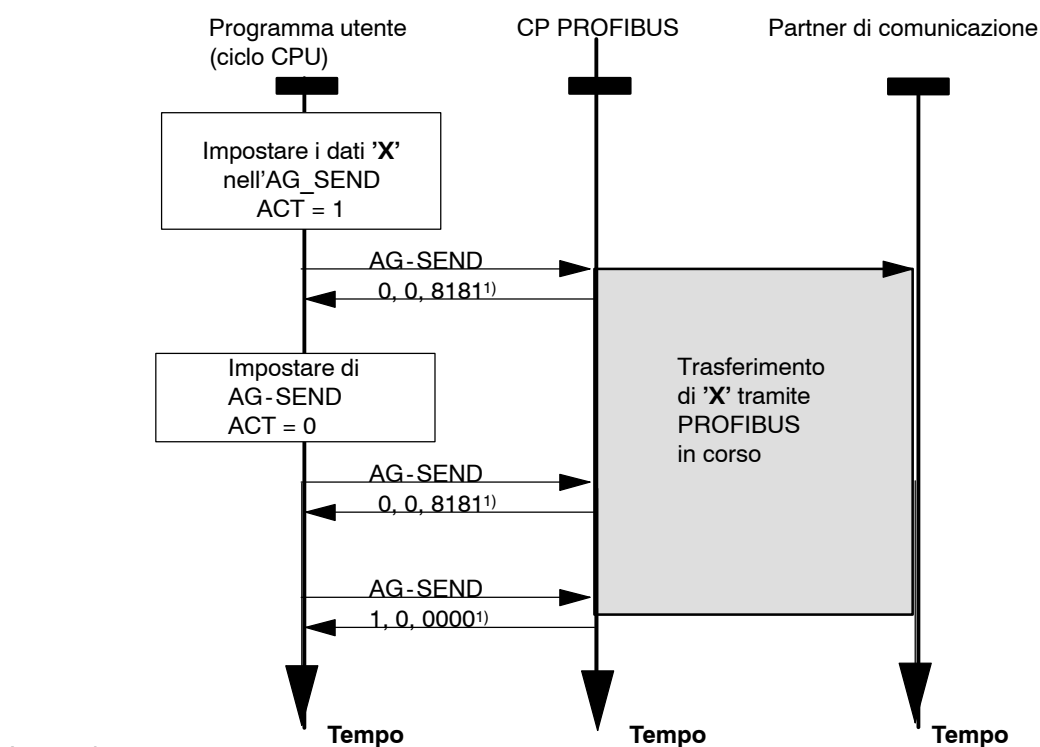 Programma utente
(ciclo CPU)
CP PROFIBUS
Partner di comunicazione
Impostare i dati ’X’
nell'AG_SEND
ACT = 1
AG-SEND
0, 0, 8181¹⁾
Impostare di
AG-SEND
ACT = 0
Trasferimento
di ’X’ tramite
PROFIBUS
in corso
AG-SEND
0, 0, 8181¹⁾
AG-SEND
1, 0, 0000¹⁾
Tempo
Tempo
Tempo